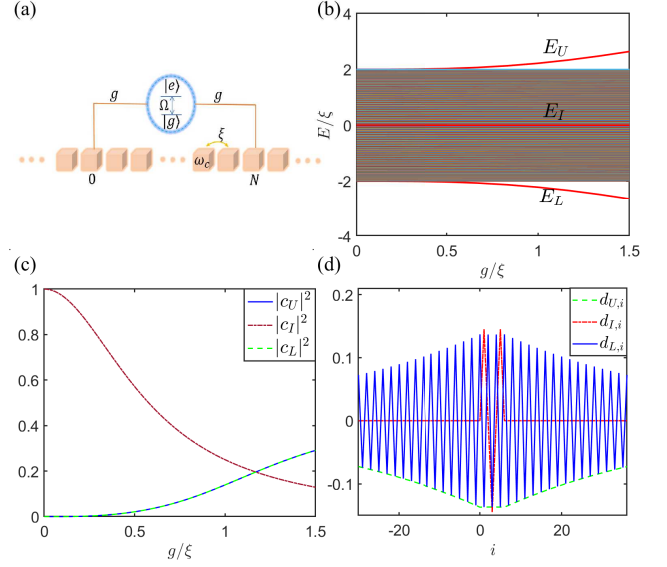 (a)
|e⟩
g
Ω
g
|g⟩
ξ
ω_c
0
N
(b)
4
2
0
-2
-4
E/ξ
E_U
E_I
E_L
0
0.5
1
1.5
g/ξ
(c)
1
0.8
0.6
0.4
0.2
0
|c_U|^2
|c_I|^2
|c_L|^2
0
0.5
1
1.5
g/ξ
(d)
0.2
0.1
0
-0.1
d_{U,i}
d_{I,i}
d_{L,i}
-20
0
20
i